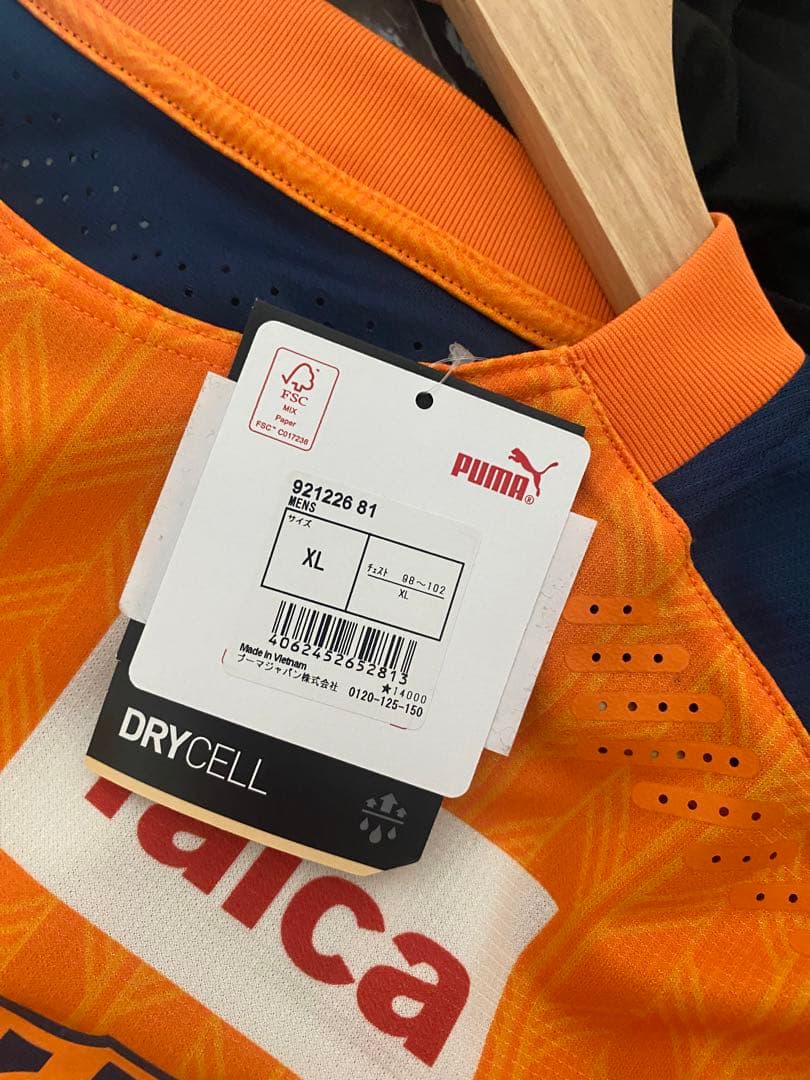 FSC
MIX
Paper
FSC™ C017236
PUMA®
921226 81
MENS
サイズ
XL
チェスト 98～102
XL
4062452652813
Made in Vietnam
★14000
プーマジャパン株式会社 0120-125-150
DRYCELL
aica